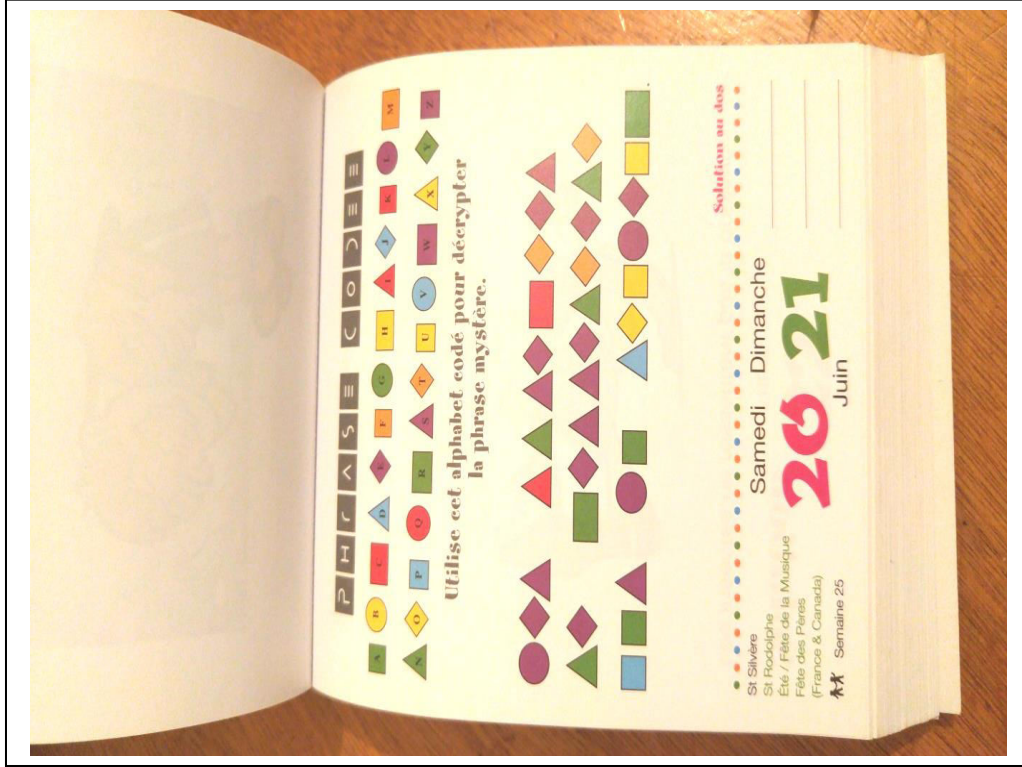 PHRASE CODEE
A B C D E F G H I J K L M
N O P Q R S T U V W X Y Z
Utilise cet alphabet codé pour décrypter
la phrase mystère.
Solution au dos
Samedi Dimanche
20 21
Juin
St Silvère
St Rodolphe
Été / Fête de la Musique
Fête des Pères
(France & Canada)
Semaine 25